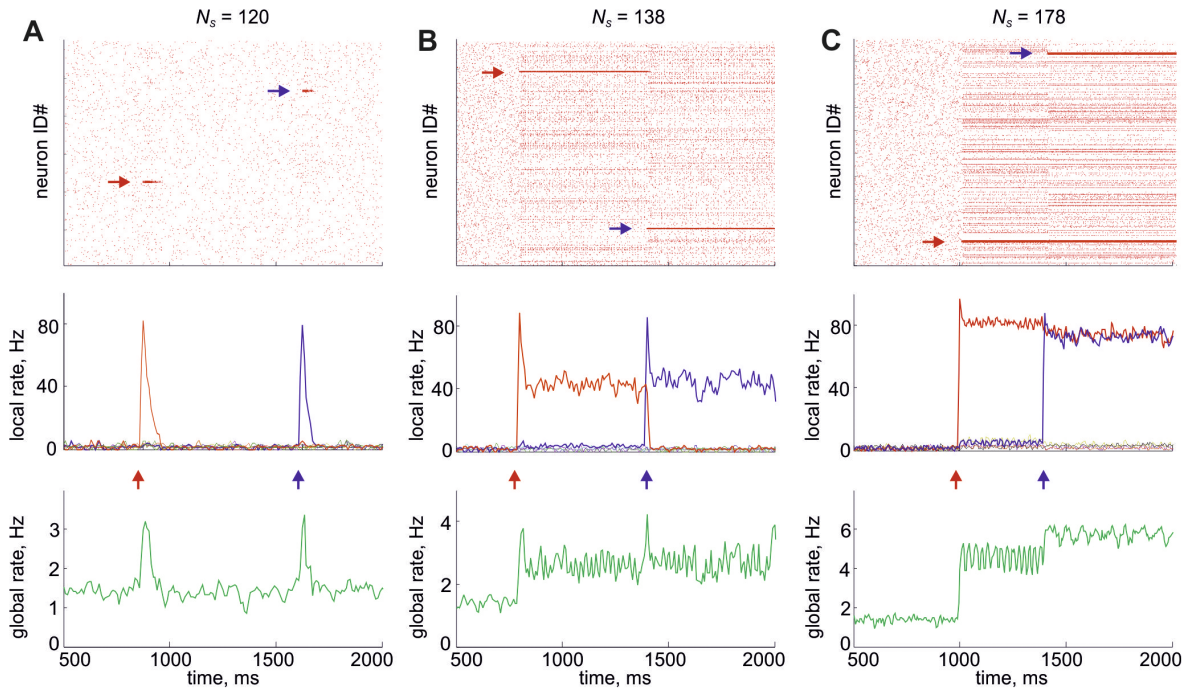 A
Nₛ = 120
neuron ID#
local rate, Hz
80
40
0
global rate, Hz
3
2
1
0
500 1000 1500 2000
time, ms
B
Nₛ = 138
neuron ID#
local rate, Hz
80
40
0
global rate, Hz
4
2
0
500 1000 1500 2000
time, ms
C
Nₛ = 178
neuron ID#
local rate, Hz
80
40
0
global rate, Hz
6
4
2
0
500 1000 1500 2000
time, ms